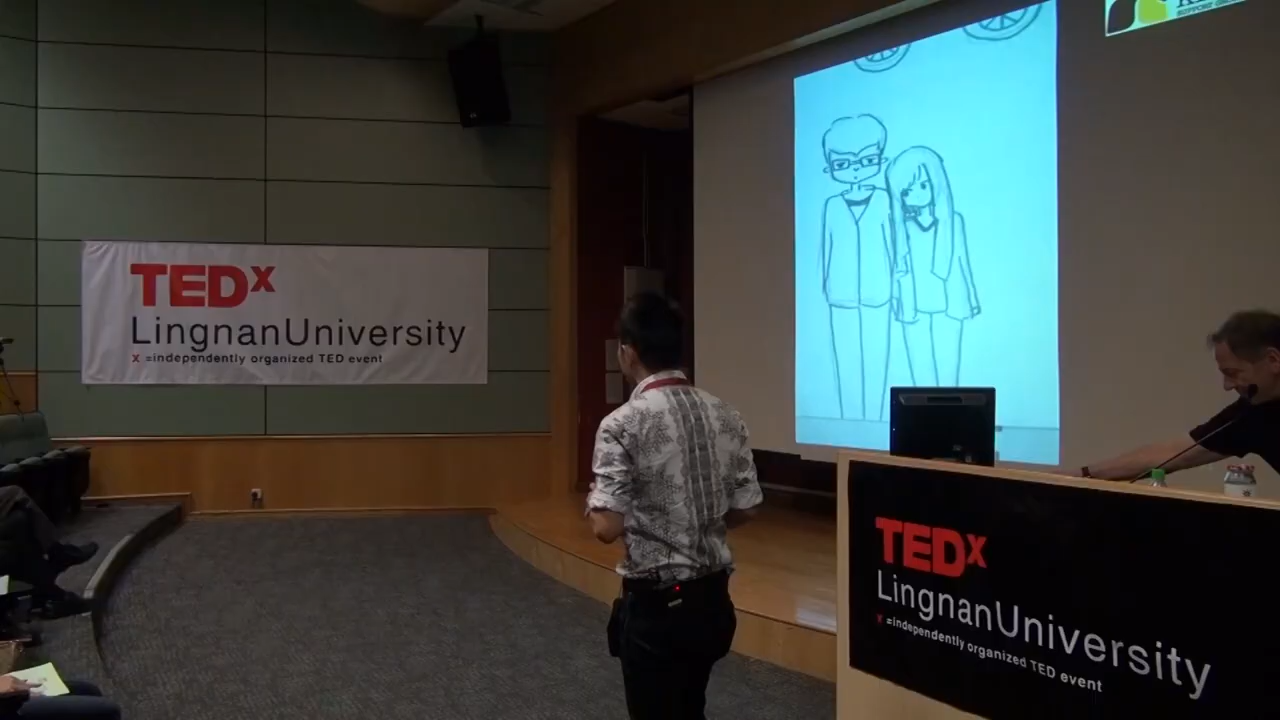 TEDx
LingnanUniversity
x =independently organized TED event
TEDx
LingnanUniversity
x =independently organized TED event